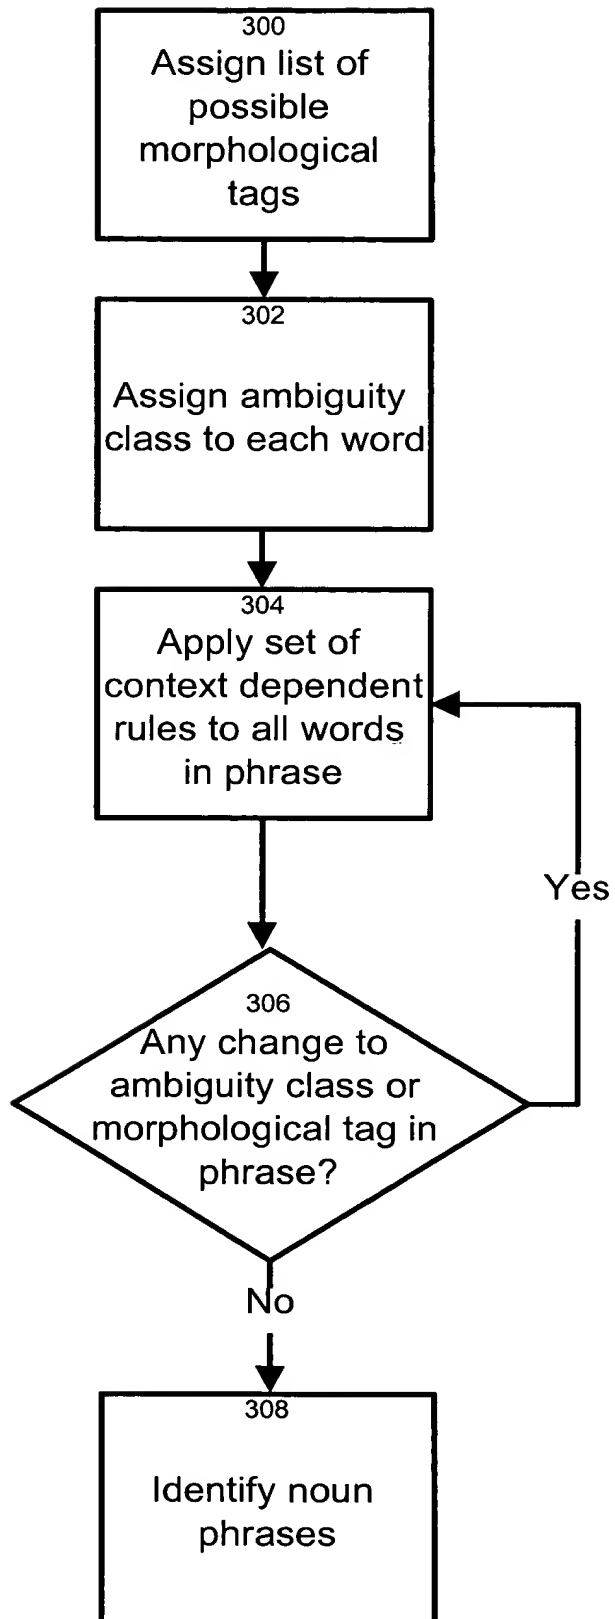 300
Assign list of
possible
morphological
tags
302
Assign ambiguity
class to each word
304
Apply set of
context dependent
rules to all words
in phrase
Yes
306
Any change to
ambiguity class or
morphological tag in
phrase?
No
308
Identify noun
phrases